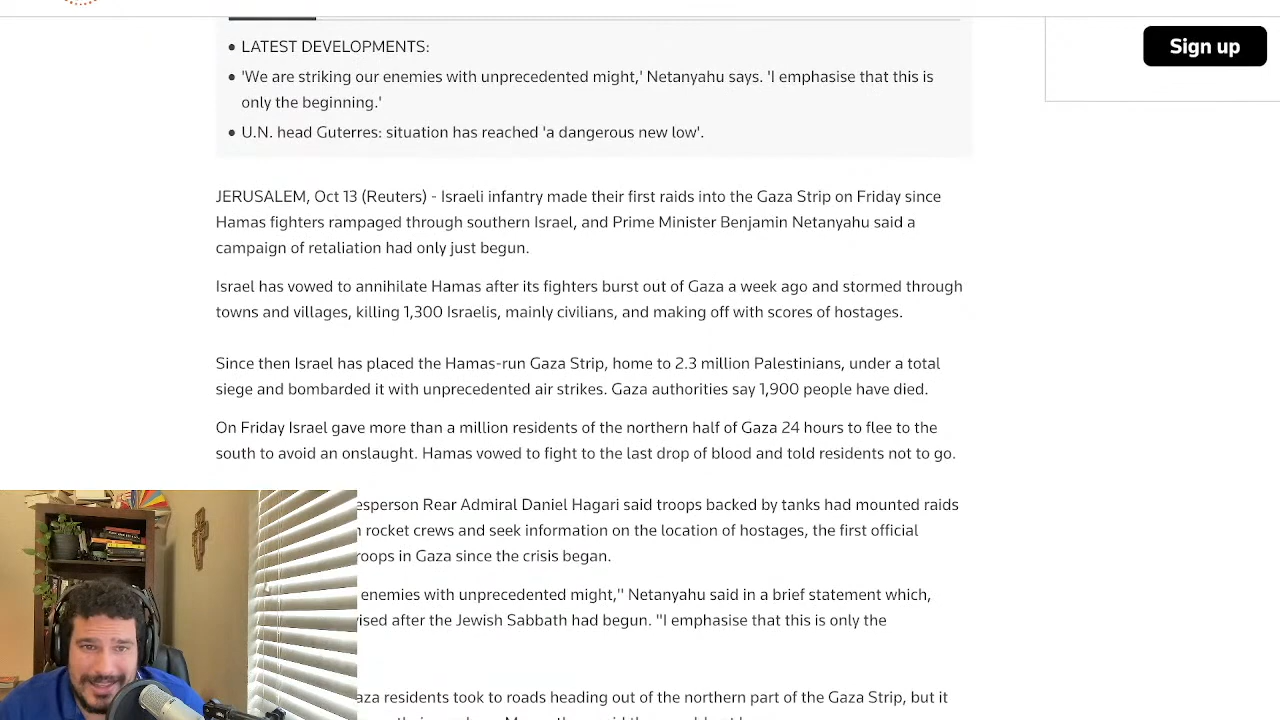 Sign up
LATEST DEVELOPMENTS:
'We are striking our enemies with unprecedented might,' Netanyahu says. 'I emphasise that this is
only the beginning.'
U.N. head Guterres: situation has reached 'a dangerous new low'.
JERUSALEM, Oct 13 (Reuters) - Israeli infantry made their first raids into the Gaza Strip on Friday since
Hamas fighters rampaged through southern Israel, and Prime Minister Benjamin Netanyahu said a
campaign of retaliation had only just begun.
Israel has vowed to annihilate Hamas after its fighters burst out of Gaza a week ago and stormed through
towns and villages, killing 1,300 Israelis, mainly civilians, and making off with scores of hostages.
Since then Israel has placed the Hamas-run Gaza Strip, home to 2.3 million Palestinians, under a total
siege and bombarded it with unprecedented air strikes. Gaza authorities say 1,900 people have died.
On Friday Israel gave more than a million residents of the northern half of Gaza 24 hours to flee to the
south to avoid an onslaught. Hamas vowed to fight to the last drop of blood and told residents not to go.
esperson Rear Admiral Daniel Hagari said troops backed by tanks had mounted raids
rocket crews and seek information on the location of hostages, the first official
roops in Gaza since the crisis began.
enemies with unprecedented might," Netanyahu said in a brief statement which,
ised after the Jewish Sabbath had begun. "I emphasise that this is only the
aza residents took to roads heading out of the northern part of the Gaza Strip, but it